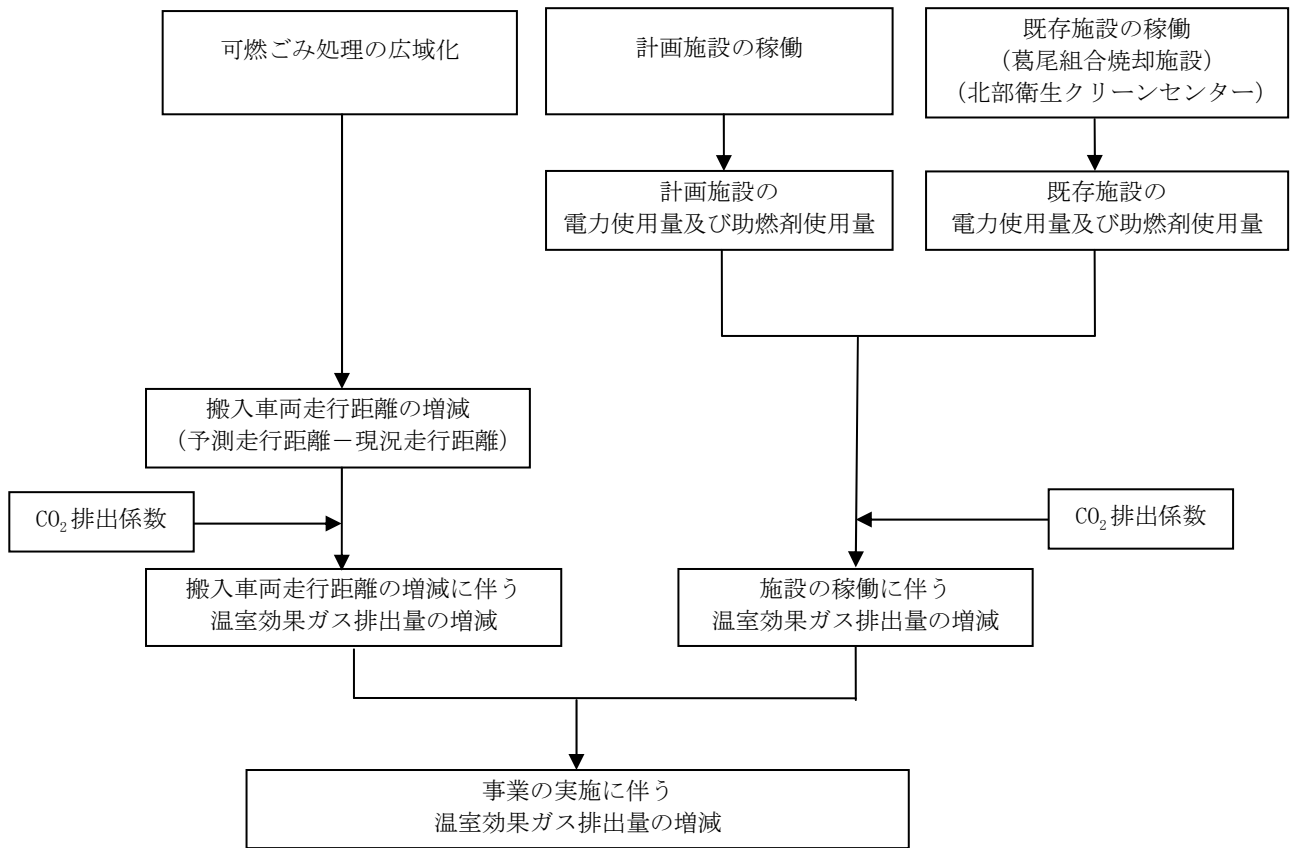 可燃ごみ処理の広域化
計画施設の稼働
既存施設の稼働
(葛尾組合焼却施設)
(北部衛生クリーンセンター)
計画施設の
電力使用量及び助燃剤使用量
既存施設の
電力使用量及び助燃剤使用量
搬入車両走行距離の増減
(予測走行距離－現況走行距離)
CO₂排出係数
CO₂排出係数
搬入車両走行距離の増減に伴う
温室効果ガス排出量の増減
施設の稼働に伴う
温室効果ガス排出量の増減
事業の実施に伴う
温室効果ガス排出量の増減